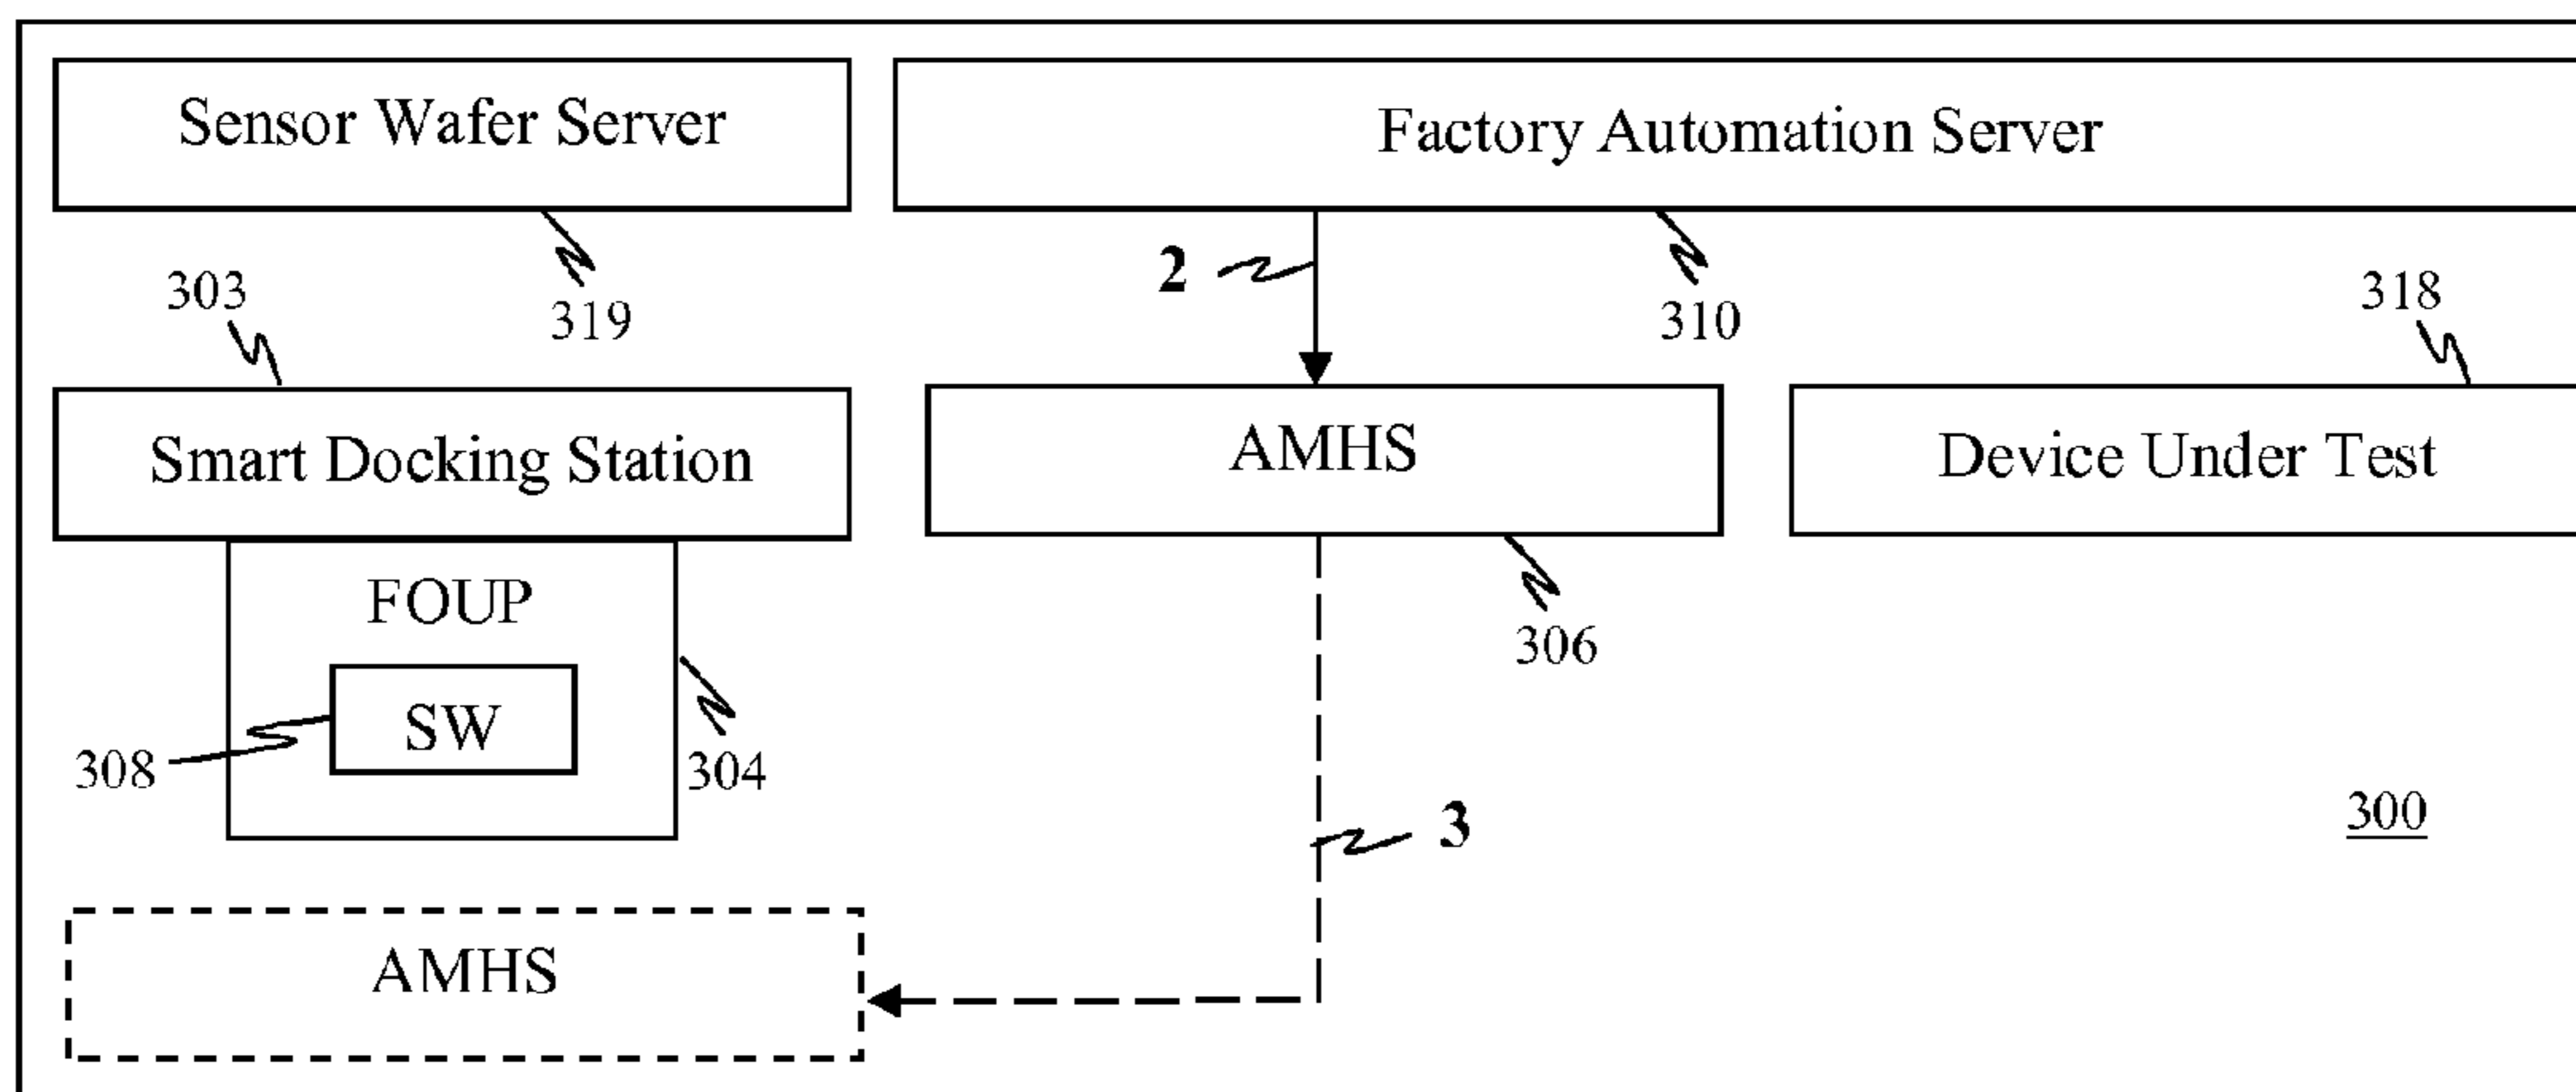 Sensor Wafer Server
Factory Automation Server
2
303
319
310
318
Smart Docking Station
AMHS
Device Under Test
FOUP
306
SW
308
304
3
300
AMHS